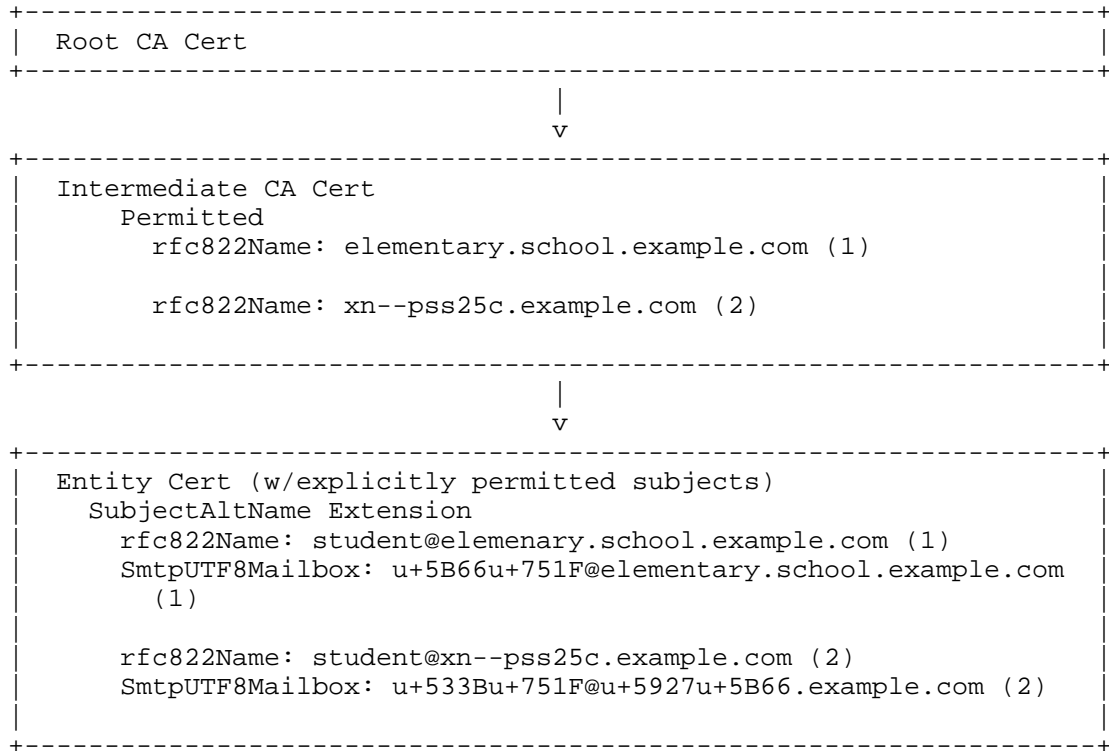 Root CA Cert
v
Intermediate CA Cert
Permitted
rfc822Name: elementary.school.example.com (1)
rfc822Name: xn--pss25c.example.com (2)
v
Entity Cert (w/explicitly permitted subjects)
SubjectAltName Extension
rfc822Name: student@elemenary.school.example.com (1)
SmtpUTF8Mailbox: u+5B66u+751F@elementary.school.example.com
(1)
rfc822Name: student@xn--pss25c.example.com (2)
SmtpUTF8Mailbox: u+533Bu+751F@u+5927u+5B66.example.com (2)